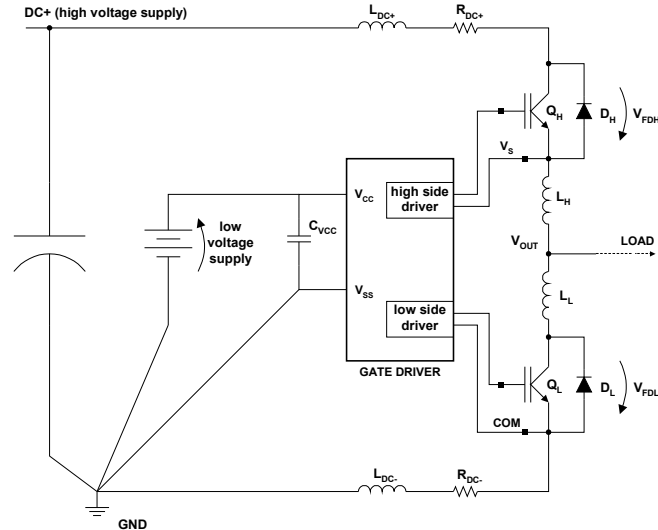 DC+ (high voltage supply)
L_DC+
R_DC+
Q_H
D_H
V_FDH
V_S
V_CC
high side
driver
L_H
low
voltage
supply
C_VCC
V_OUT
LOAD
V_SS
L_L
low side
driver
GATE DRIVER
Q_L
D_L
V_FDL
COM
L_DC-
R_DC-
GND